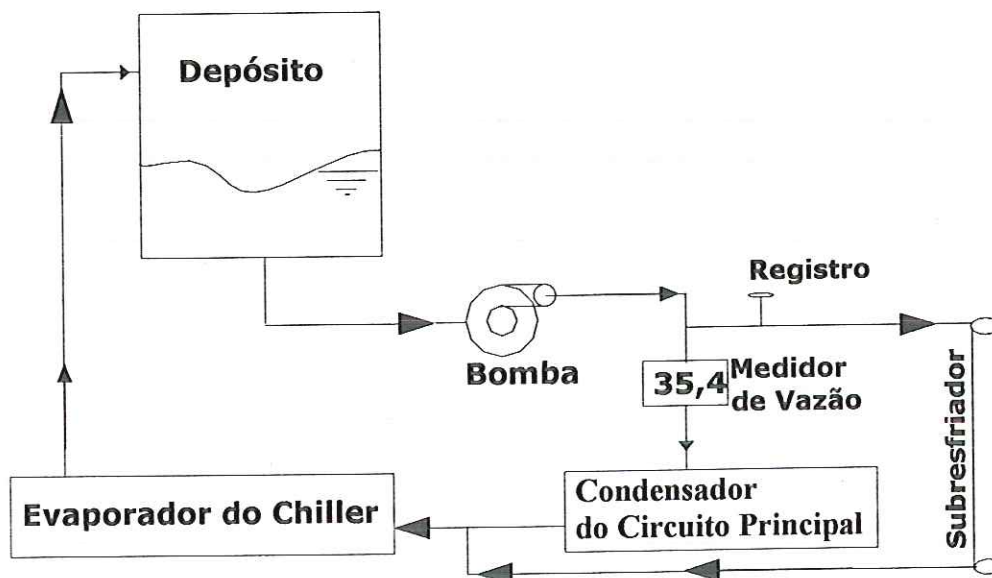 Depósito
Registro
Bomba
35,4
Medidor
de Vazão
Subresfriador
Condensador
do Circuito Principal
Evaporador do Chiller